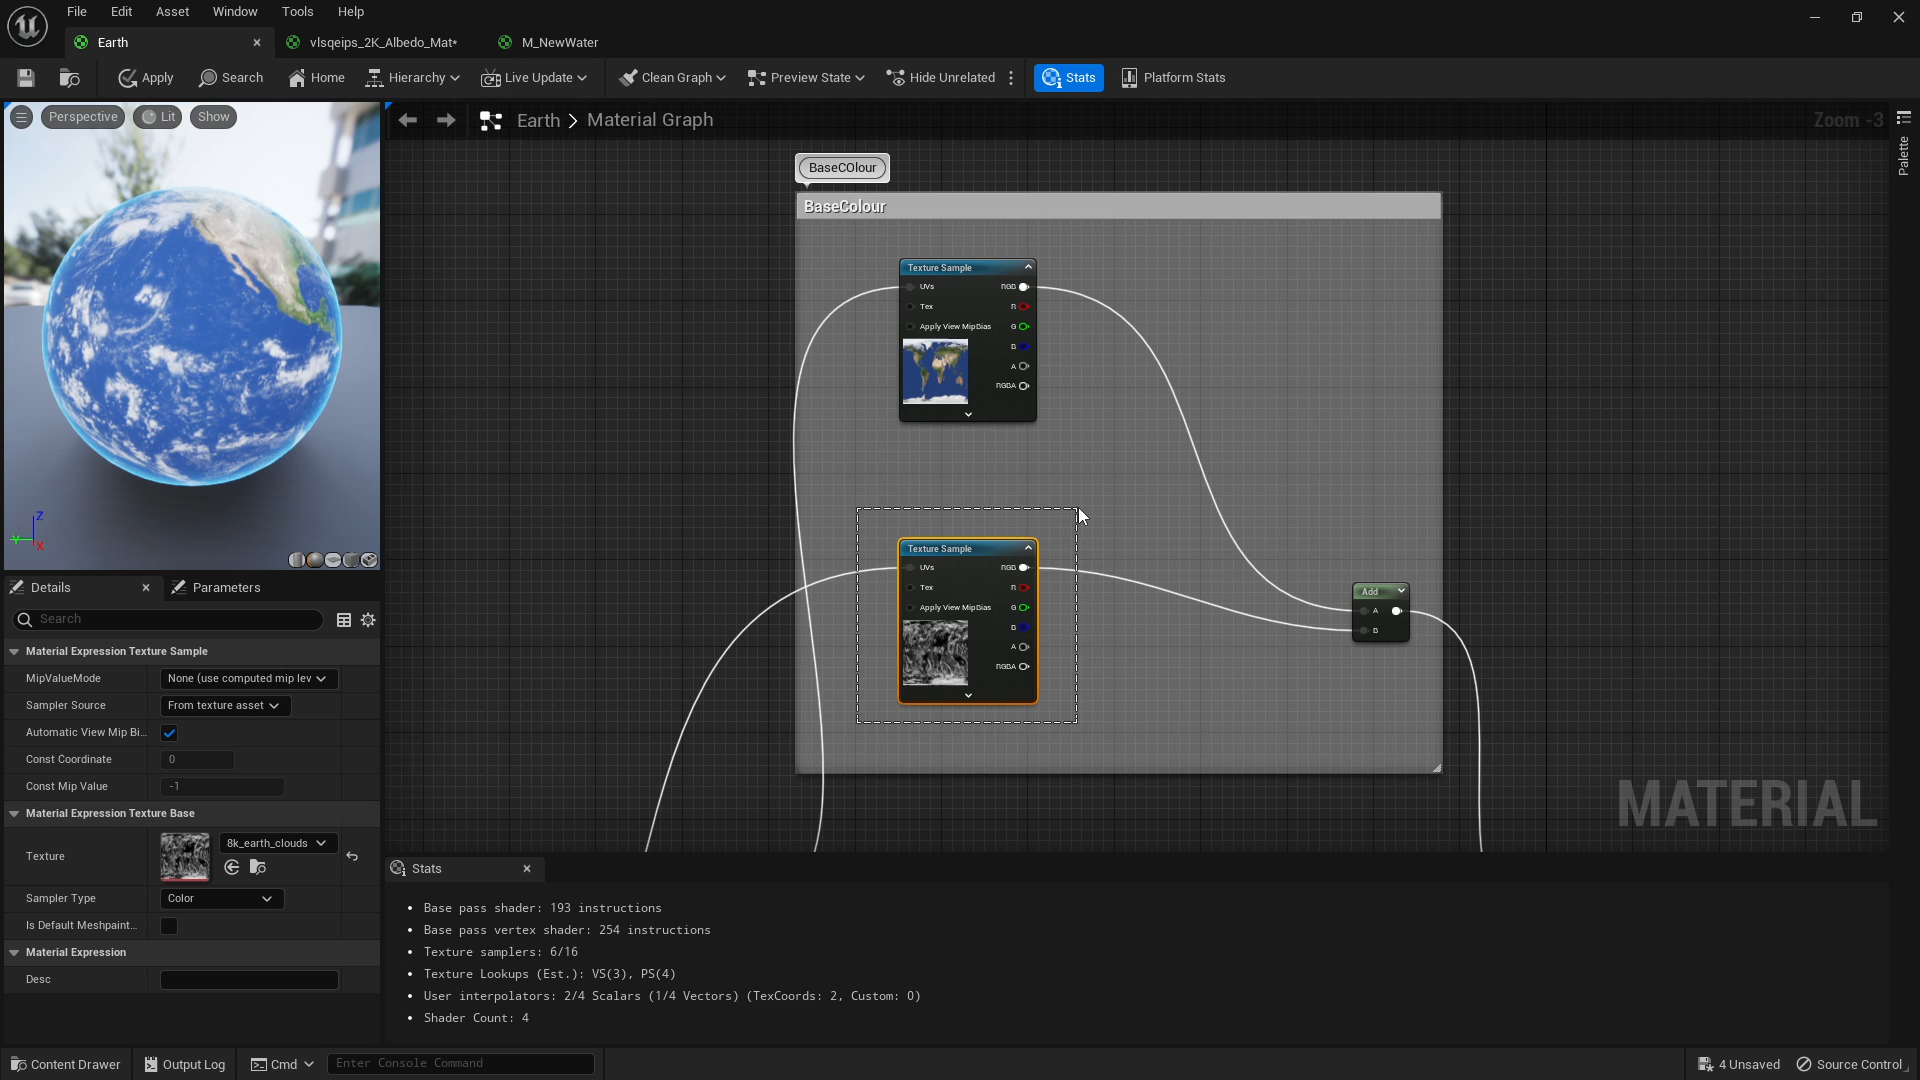 File Edit Asset Window Tools Help
Earth vlsqeips_2K_Albedo_Mat* M_NewWater
Apply Search Home Hierarchy Live Update Clean Graph Preview State Hide Unrelated Stats Platform Stats
Perspective Lit Show
Earth > Material Graph Zoom -3
Palette
BaseCOlour
BaseColour
Texture Sample
UVs RGB
Tex R
Apply View MipBias G
B
A
RGBA
Texture Sample
UVs RGB
Tex R
Apply View MipBias G
B
A
RGBA
Add
A
B
MATERIAL
Z
Y
X
Details Parameters
Search
Material Expression Texture Sample
MipValueMode None (use computed mip lev
Sampler Source From texture asset
Automatic View Mip Bi...
Const Coordinate 0
Const Mip Value -1
Material Expression Texture Base
Texture 8k_earth_clouds
Sampler Type Color
Is Default Meshpaint...
Material Expression
Desc
Stats
• Base pass shader: 193 instructions
• Base pass vertex shader: 254 instructions
• Texture samplers: 6/16
• Texture Lookups (Est.): VS(3), PS(4)
• User interpolators: 2/4 Scalars (1/4 Vectors) (TexCoords: 2, Custom: 0)
• Shader Count: 4
Content Drawer Output Log Cmd Enter Console Command 4 Unsaved Source Control